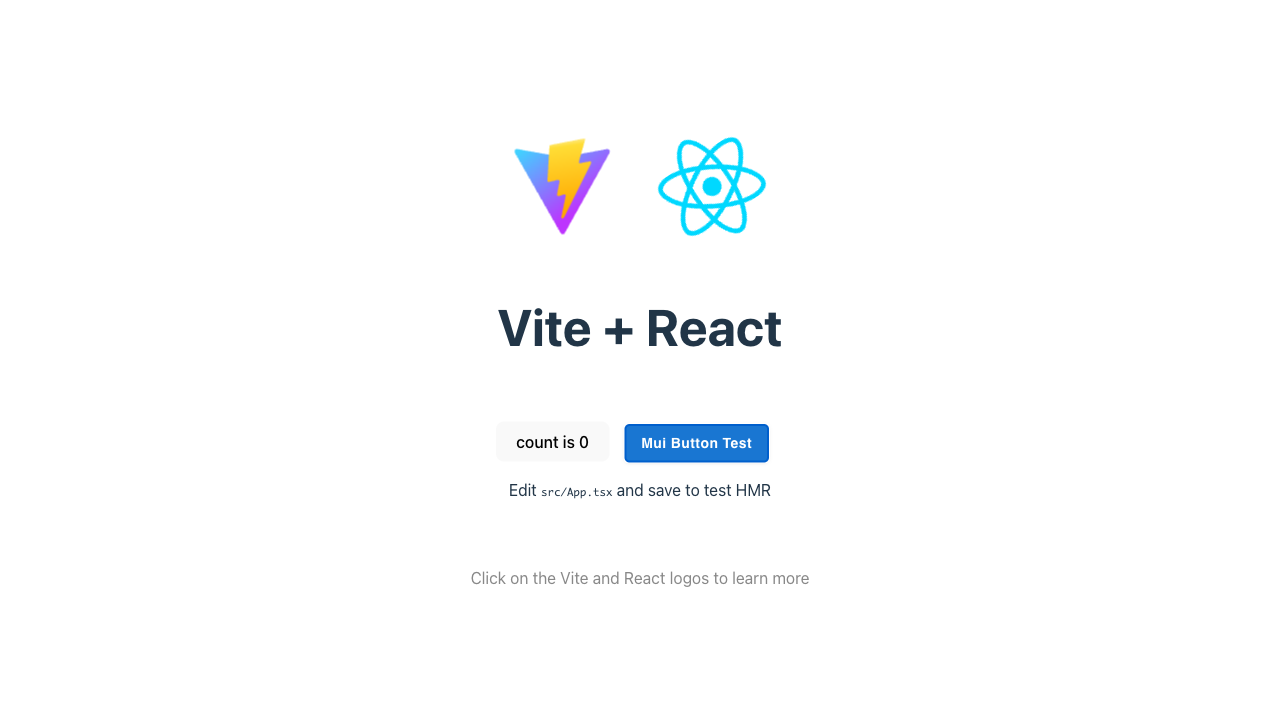 Vite + React
count is 0 Mui Button Test
Edit src/App.tsx and save to test HMR
Click on the Vite and React logos to learn more